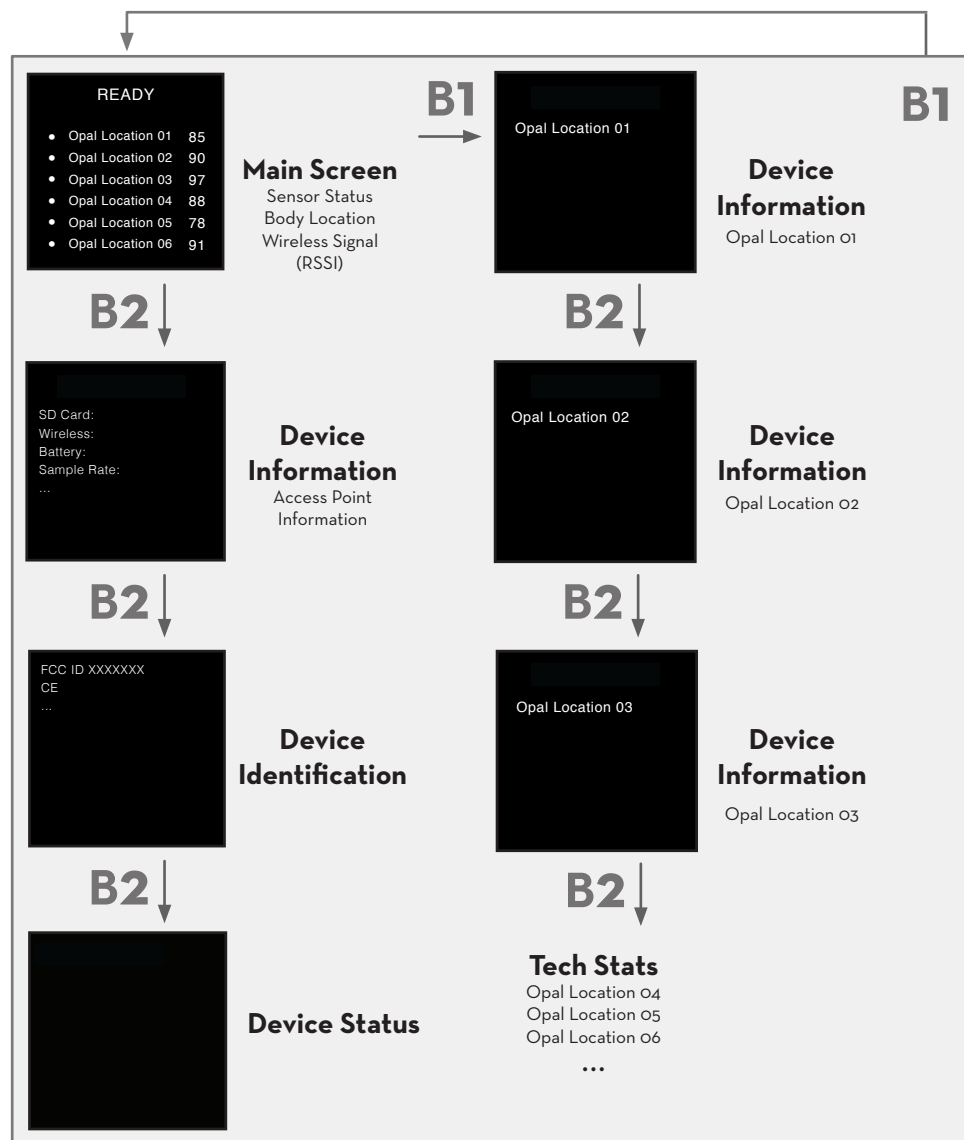 READY
• Opal Location 01 85
• Opal Location 02 90
• Opal Location 03 97
• Opal Location 04 88
• Opal Location 05 78
• Opal Location 06 91
Main Screen
Sensor Status
Body Location
Wireless Signal
(RSSI)
B1
Opal Location 01
Device
Information
Opal Location 01
B1
B2
B2
SD Card:
Wireless:
Battery:
Sample Rate:
...
Device
Information
Access Point
Information
Opal Location 02
Device
Information
Opal Location 02
B2
B2
FCC ID XXXXXXX
CE
...
Device
Identification
Opal Location 03
Device
Information
Opal Location 03
B2
B2
Device Status
Tech Stats
Opal Location 04
Opal Location 05
Opal Location 06
...